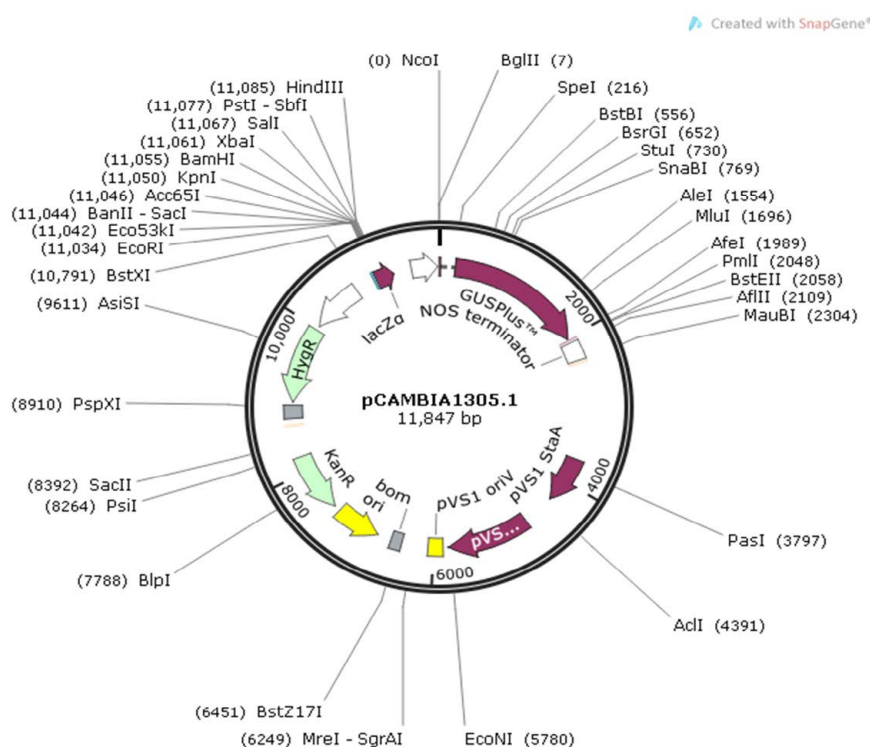 Created with SnapGene®
(0) NcoI
BglII (7)
SpeI (216)
BstBI (556)
BsrGI (652)
StuI (730)
SnaBI (769)
AleI (1554)
MluI (1696)
AfeI (1989)
PmlI (2048)
BstEII (2058)
AflII (2109)
MauBI (2304)
PasI (3797)
AclI (4391)
EcoNI (5780)
(6249) MreI - SgrAI
(6451) BstZ17I
(7788) BlpI
(8264) PsiI
(8392) SacII
(8910) PspXI
(9611) AsiSI
(10,791) BstXI
(11,034) EcoRI
(11,042) Eco53kI
(11,044) BanII - SacI
(11,046) Acc65I
(11,050) KpnI
(11,055) BamHI
(11,061) XbaI
(11,067) SalI
(11,077) PstI - SbfI
(11,085) HindIII
2000
4000
6000
8000
10,000
GUSPlus™
NOS terminator
lacZα
HygR
pCAMBIA1305.1
11,847 bp
KanR
ori
bom
pVS1 oriV
pVS...
pVS1 StaA